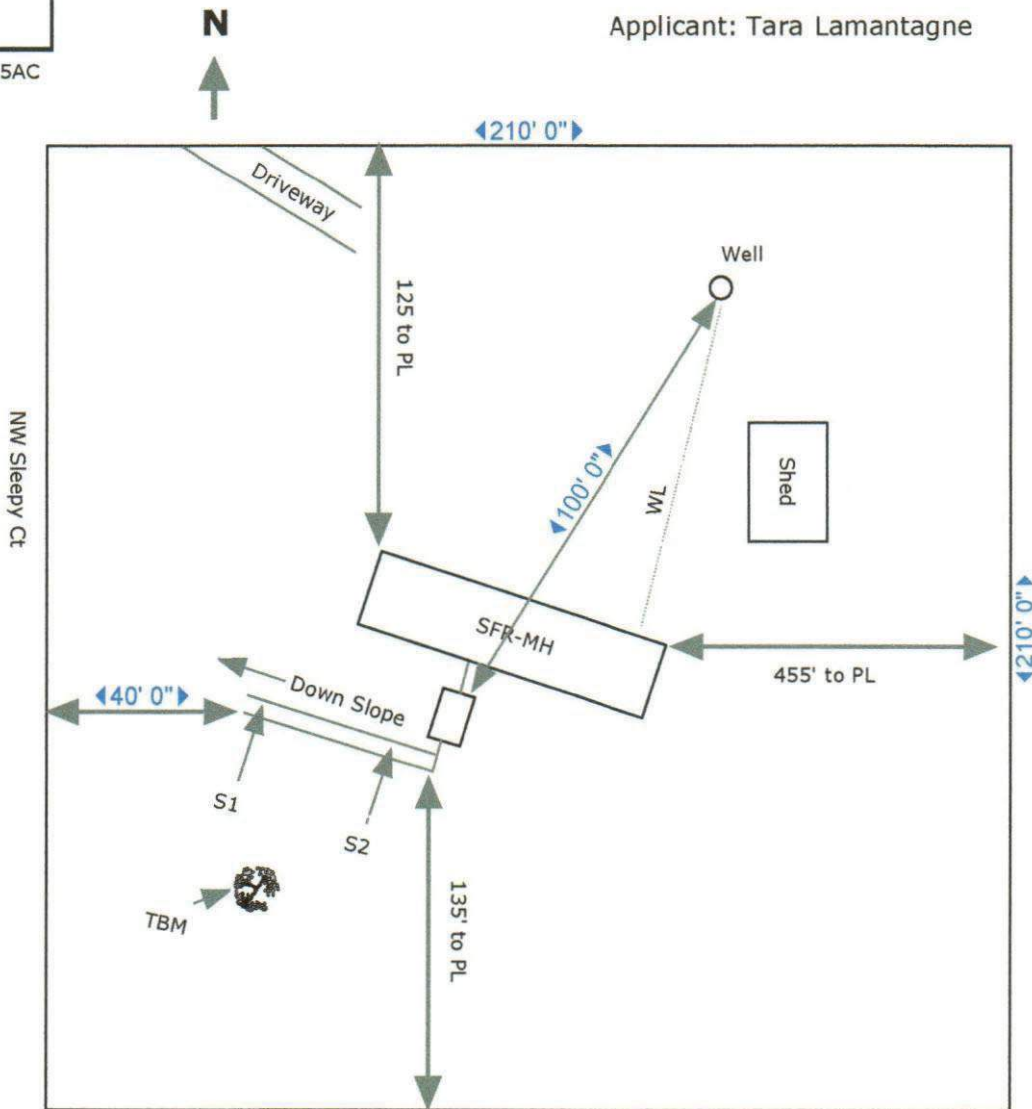 N
Applicant: Tara Lamantagne
5AC
210' 0"
Driveway
Well
125 to PL
NW Sleepy Ct
100' 0"
WL
Shed
210' 0"
SFR-MH
455' to PL
Down Slope
40' 0"
S1
S2
TBM
135' to PL